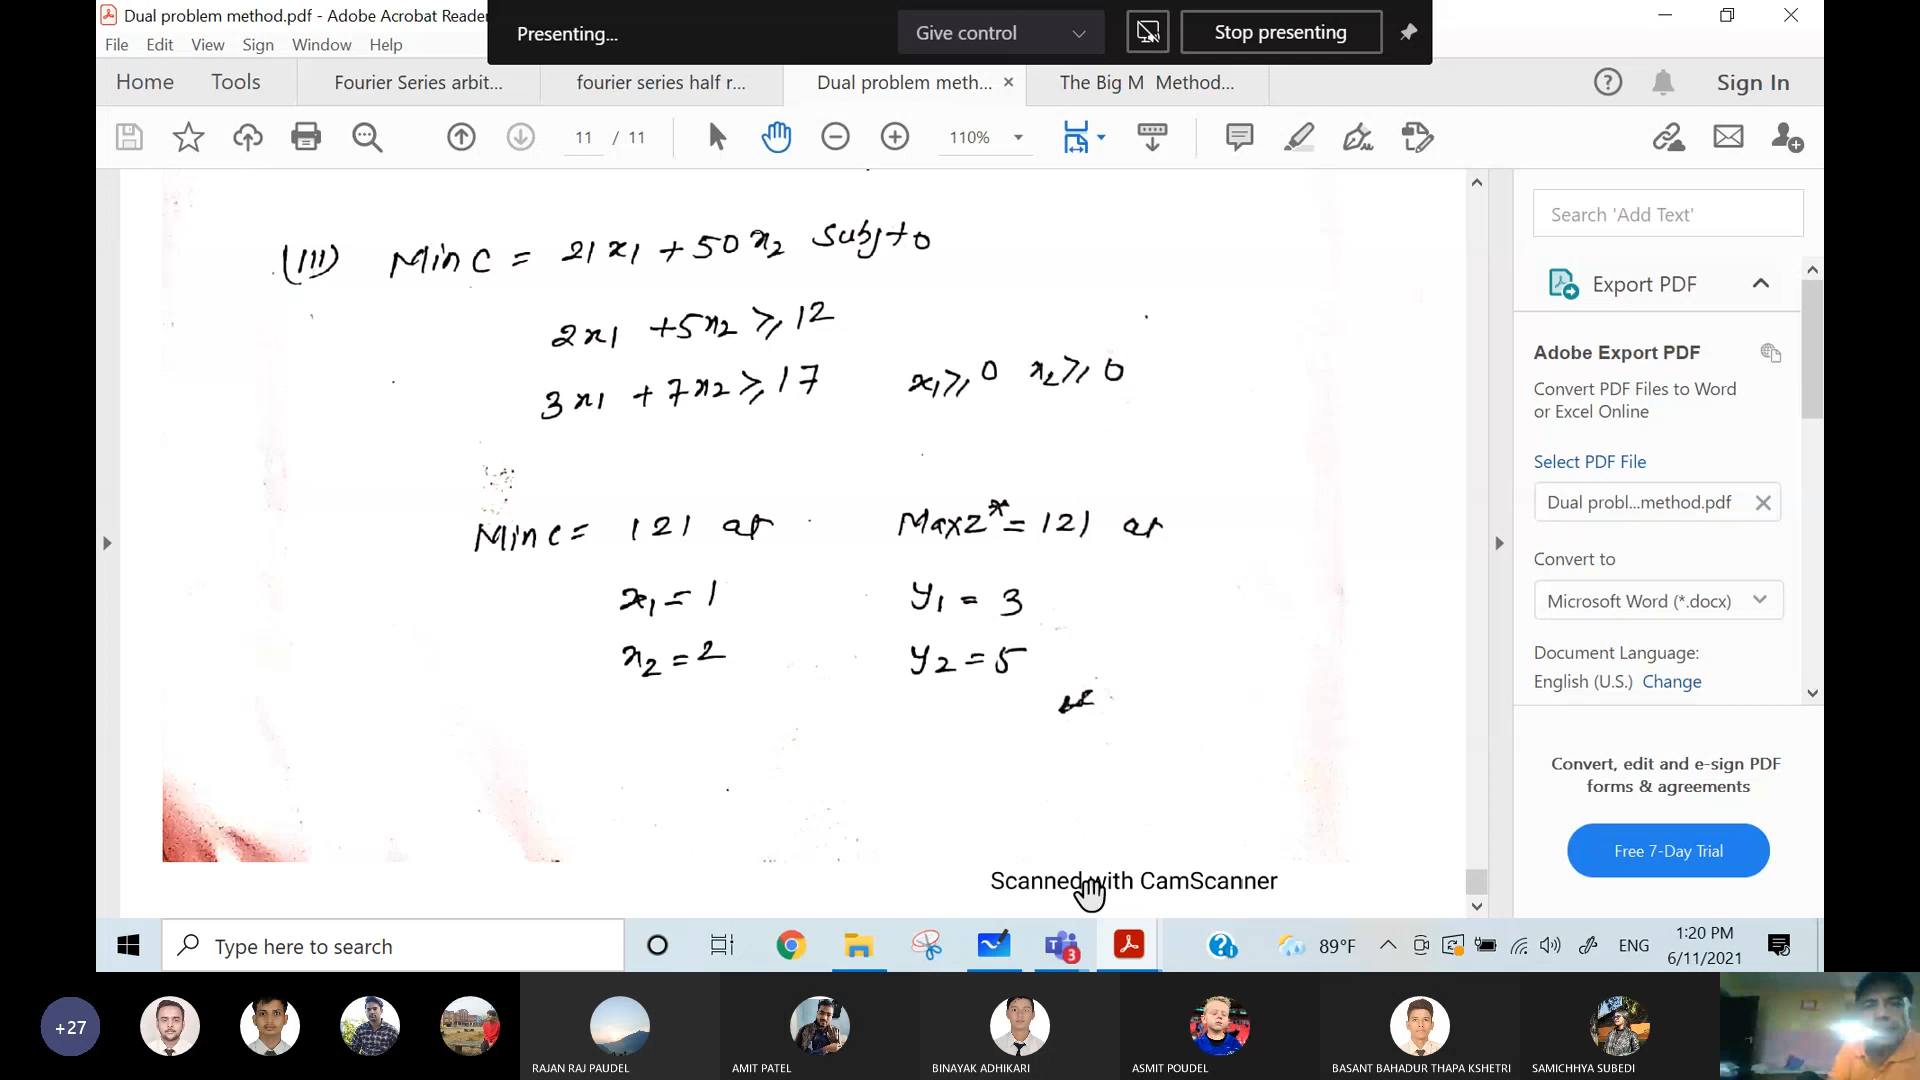 Dual problem method.pdf - Adobe Acrobat Reader
Presenting...
Give control
Stop presenting
File Edit View Sign Window Help
Home Tools Fourier Series arbit... fourier series half r... Dual problem meth... The Big M Method... Sign In
11 / 11 110%
(III) Min C = 21x₁ + 50x₂ Subj to
2x₁ + 5x₂ ≥ 12
3x₁ + 7x₂ ≥ 17 x₁ ≥ 0 x₂ ≥ 0
Min C = 121 at Max Z* = 121 at
x₁ = 1 y₁ = 3
x₂ = 2 y₂ = 5
Scanned with CamScanner
Search 'Add Text'
Export PDF
Adobe Export PDF
Convert PDF Files to Word
or Excel Online
Select PDF File
Dual probl...method.pdf
Convert to
Microsoft Word (*.docx)
Document Language:
English (U.S.) Change
Convert, edit and e-sign PDF
forms & agreements
Free 7-Day Trial
Type here to search
3
89°F
ENG
1:20 PM
6/11/2021
+27
RAJAN RAJ PAUDEL AMIT PATEL BINAYAK ADHIKARI ASMIT POUDEL BASANT BAHADUR THAPA KSHETRI SAMICHHYA SUBEDI